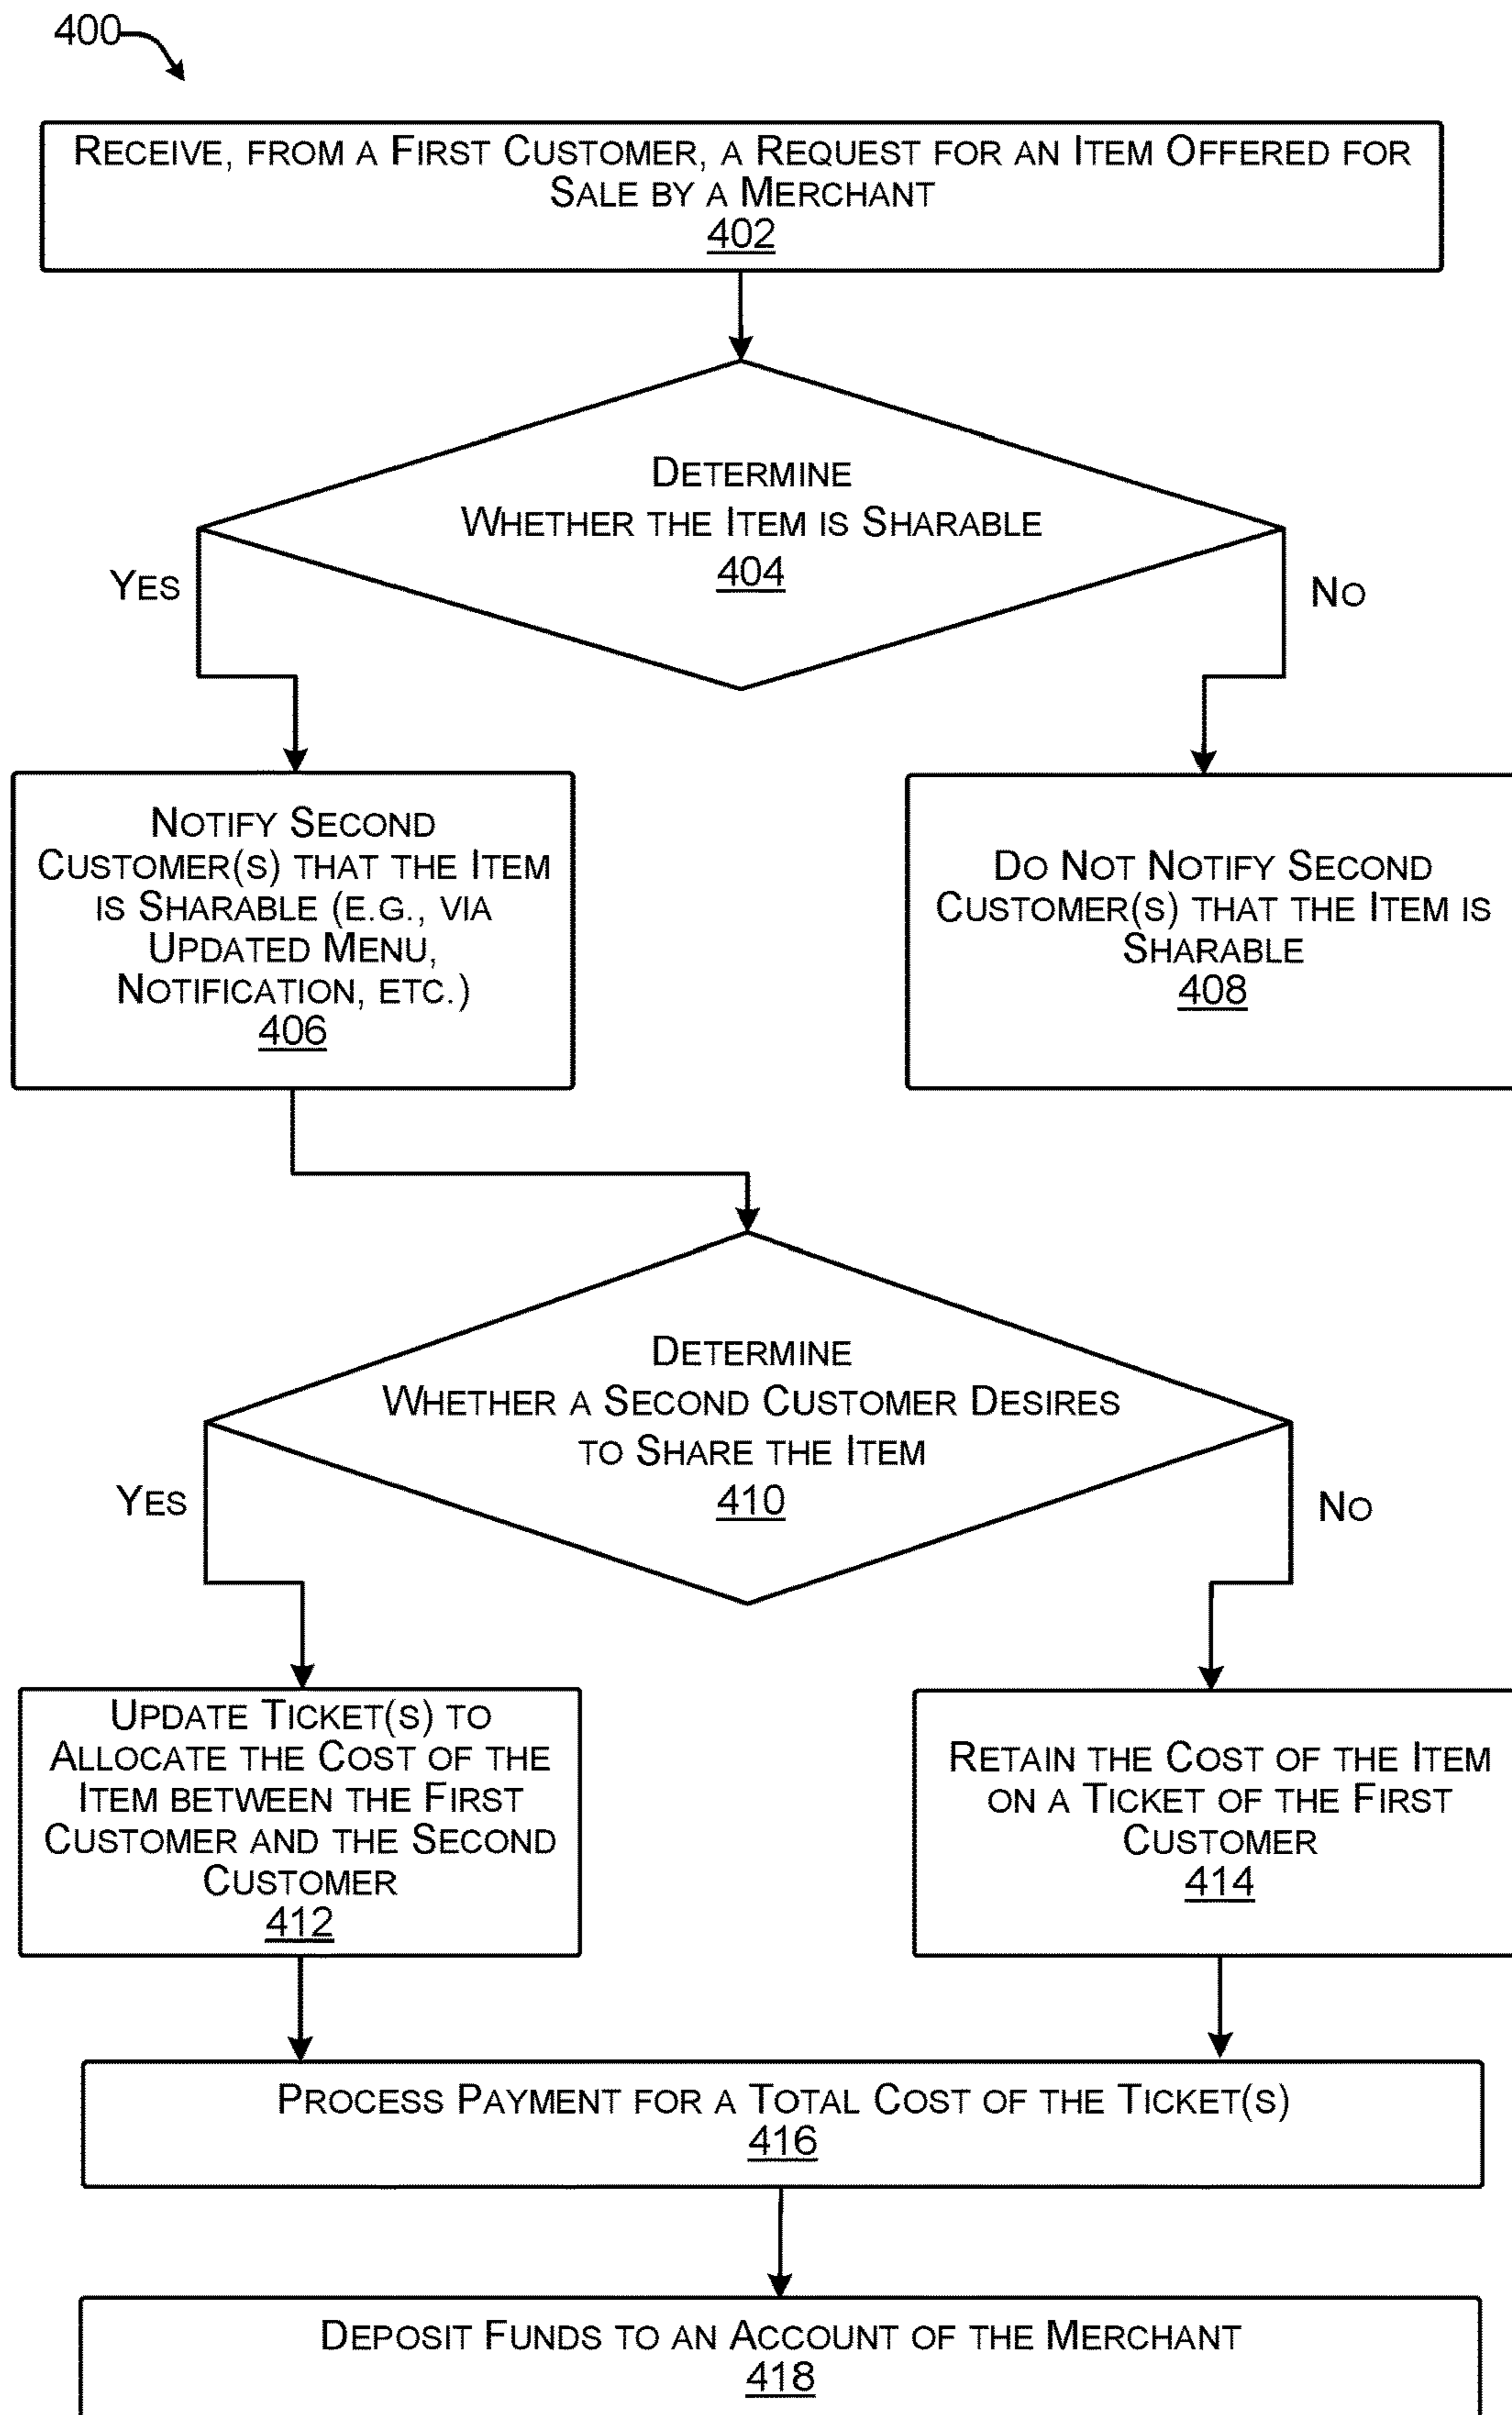 400
Receive, from a First Customer, a Request for an Item Offered for
Sale by a Merchant
402
Determine
Whether the Item is Sharable
404
Yes
No
Notify Second
Customer(s) that the Item
is Sharable (e.g., via
Updated Menu,
Notification, etc.)
406
Do Not Notify Second
Customer(s) that the Item is
Sharable
408
Determine
Whether a Second Customer Desires
to Share the Item
410
Yes
No
Update Ticket(s) to
Allocate the Cost of the
Item between the First
Customer and the Second
Customer
412
Retain the Cost of the Item
on a Ticket of the First
Customer
414
Process Payment for a Total Cost of the Ticket(s)
416
Deposit Funds to an Account of the Merchant
418